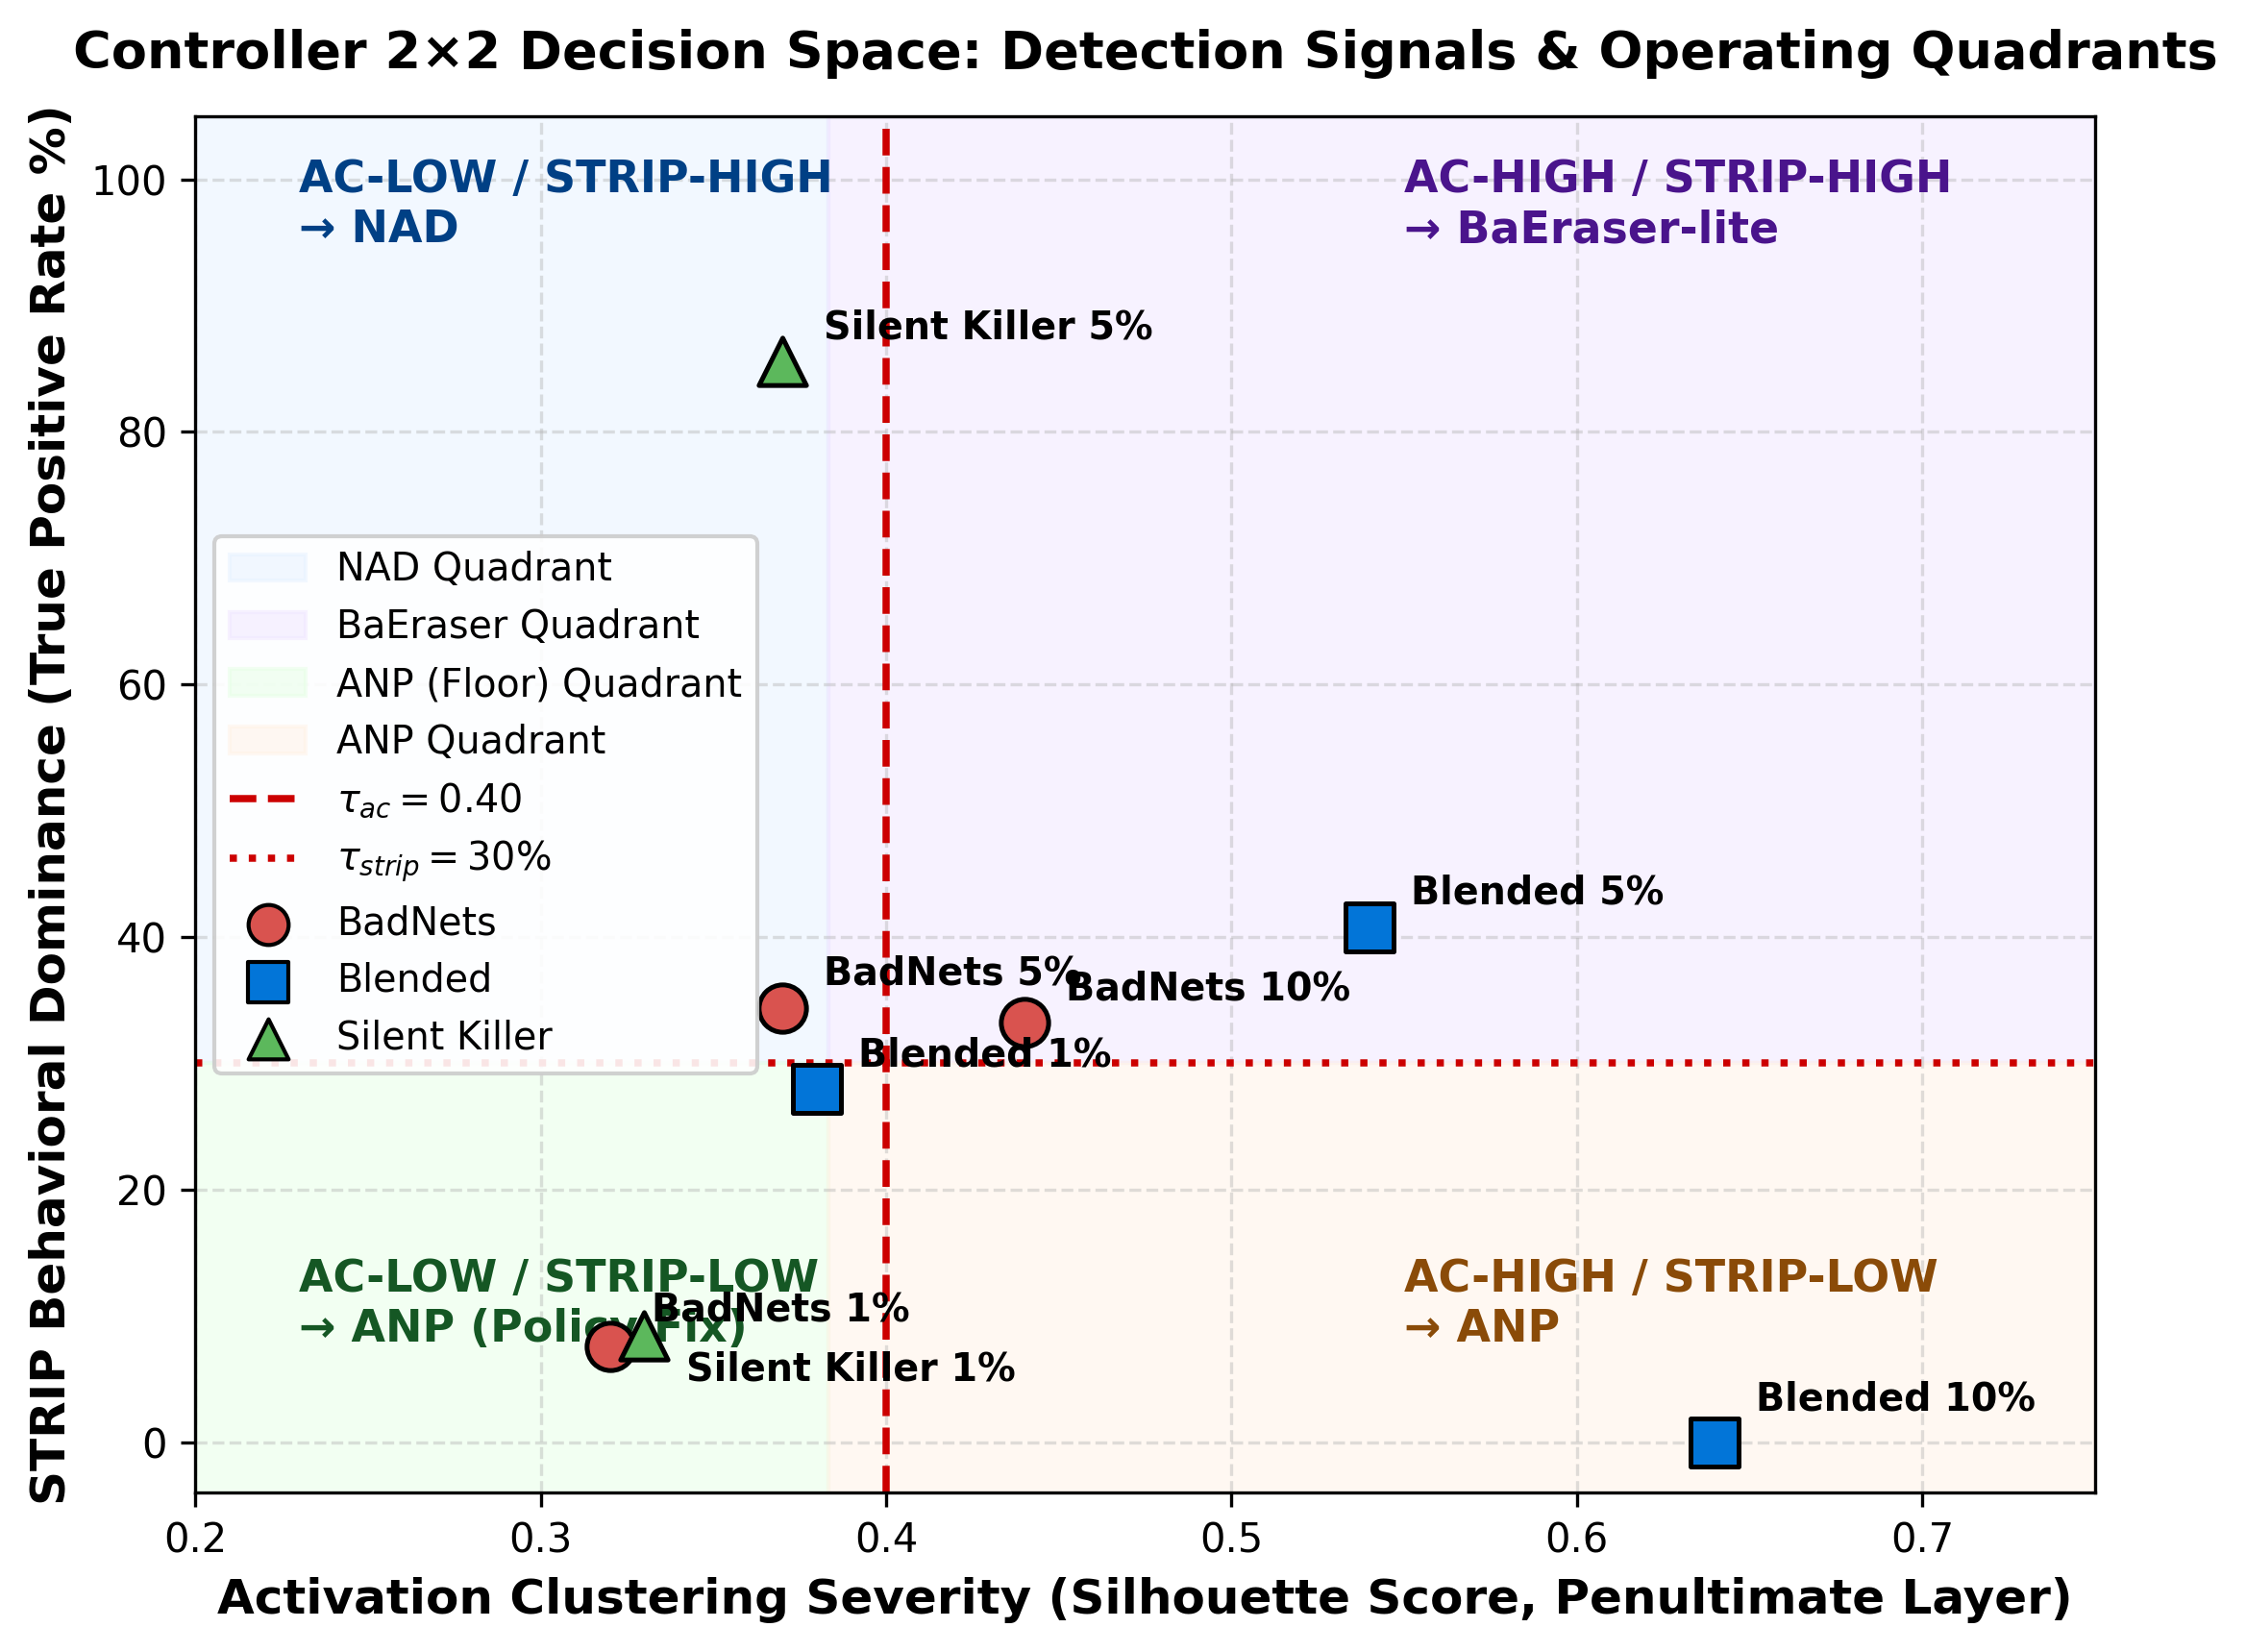 Controller 2×2 Decision Space: Detection Signals & Operating Quadrants
STRIP Behavioral Dominance (True Positive Rate %)
100
80
60
40
20
0
AC-LOW / STRIP-HIGH
→ NAD
AC-HIGH / STRIP-HIGH
→ BaEraser-lite
Silent Killer 5%
NAD Quadrant
BaEraser Quadrant
ANP (Floor) Quadrant
ANP Quadrant
τac = 0.40
τstrip = 30%
BadNets
Blended
Silent Killer
Blended 5%
BadNets 5%
BadNets 10%
Blended 1%
AC-LOW / STRIP-LOW
→ ANP (Policy Fix)
BadNets 1%
Silent Killer 1%
AC-HIGH / STRIP-LOW
→ ANP
Blended 10%
0.2
0.3
0.4
0.5
0.6
0.7
Activation Clustering Severity (Silhouette Score, Penultimate Layer)